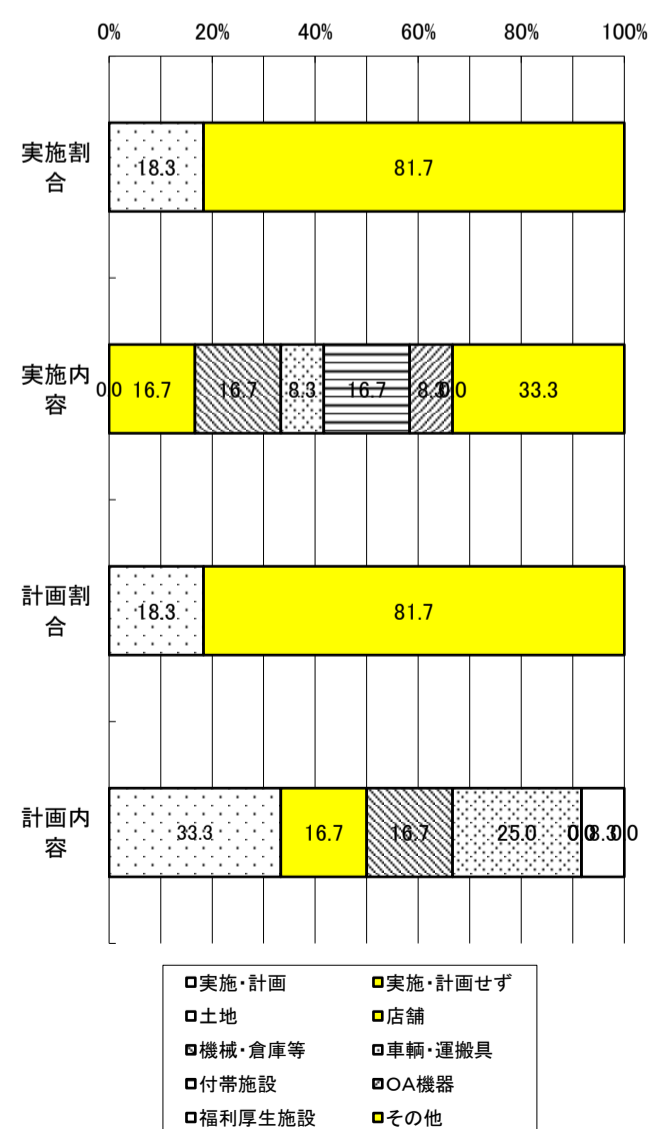 0% 20% 40% 60% 80% 100%
実施割
合
18.3 81.7
実施内
容
0.0 16.7 16.7 8.3 16.7 8.3 0.0 33.3
計画割
合
18.3 81.7
計画内
容
33.3 16.7 16.7 25.0 0.0 0.0 8.3 0.0
実施・計画 実施・計画せず
土地 店舗
機械・倉庫等 車輌・運搬具
付帯施設 OA機器
福利厚生施設 その他